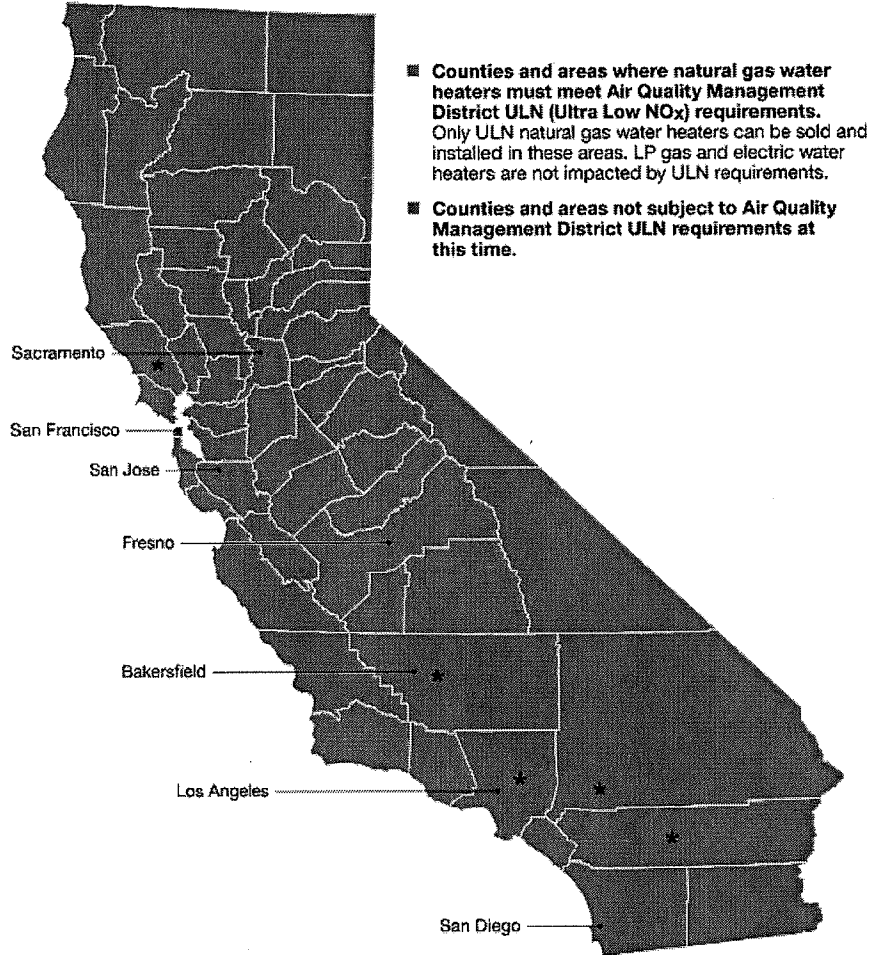 ■ Counties and areas where natural gas water
heaters must meet Air Quality Management
District ULN (Ultra Low NOx) requirements.
Only ULN natural gas water heaters can be sold and
installed in these areas. LP gas and electric water
heaters are not impacted by ULN requirements.
■ Counties and areas not subject to Air Quality
Management District ULN requirements at
this time.
Sacramento
San Francisco
San Jose
Fresno
Bakersfield
Los Angeles
San Diego